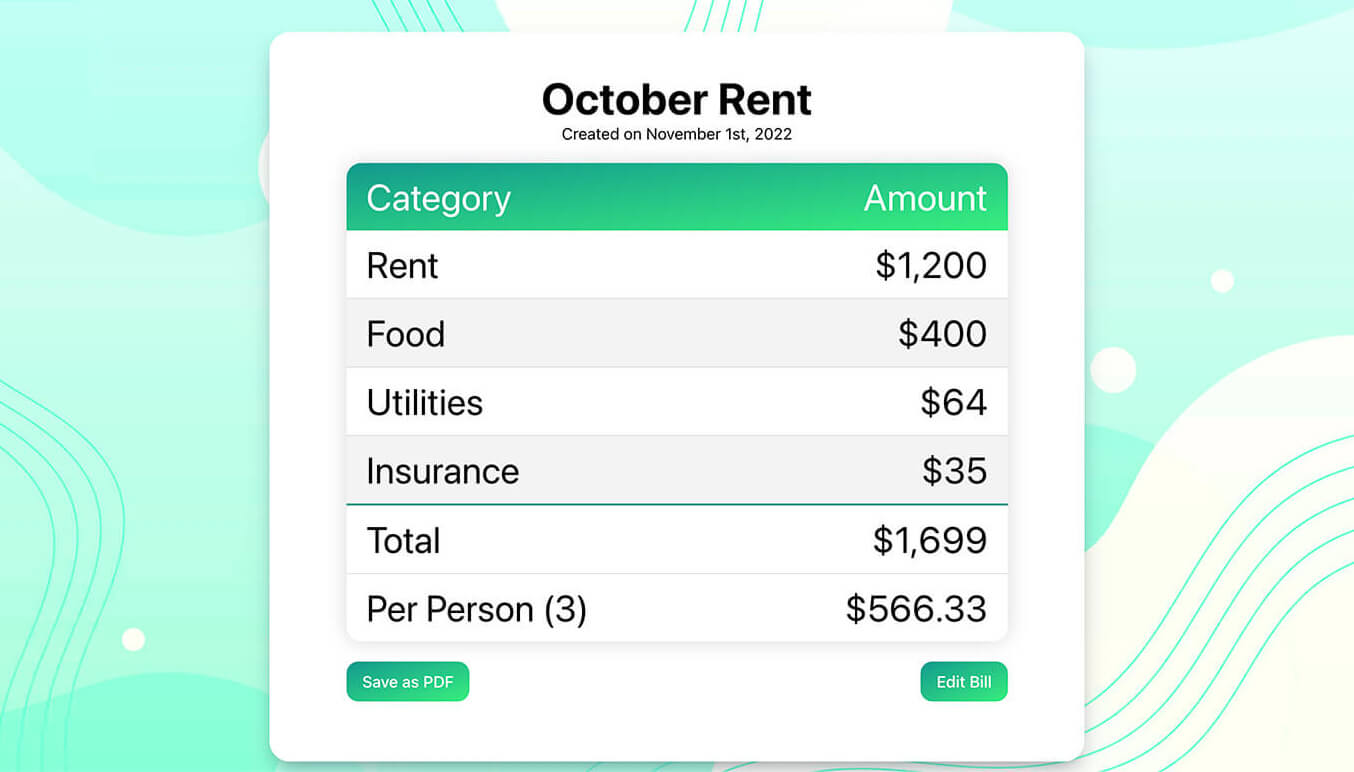 October Rent
Created on November 1st, 2022
Category Amount
Rent $1,200
Food $400
Utilities $64
Insurance $35
Total $1,699
Per Person (3) $566.33
Save as PDF Edit Bill